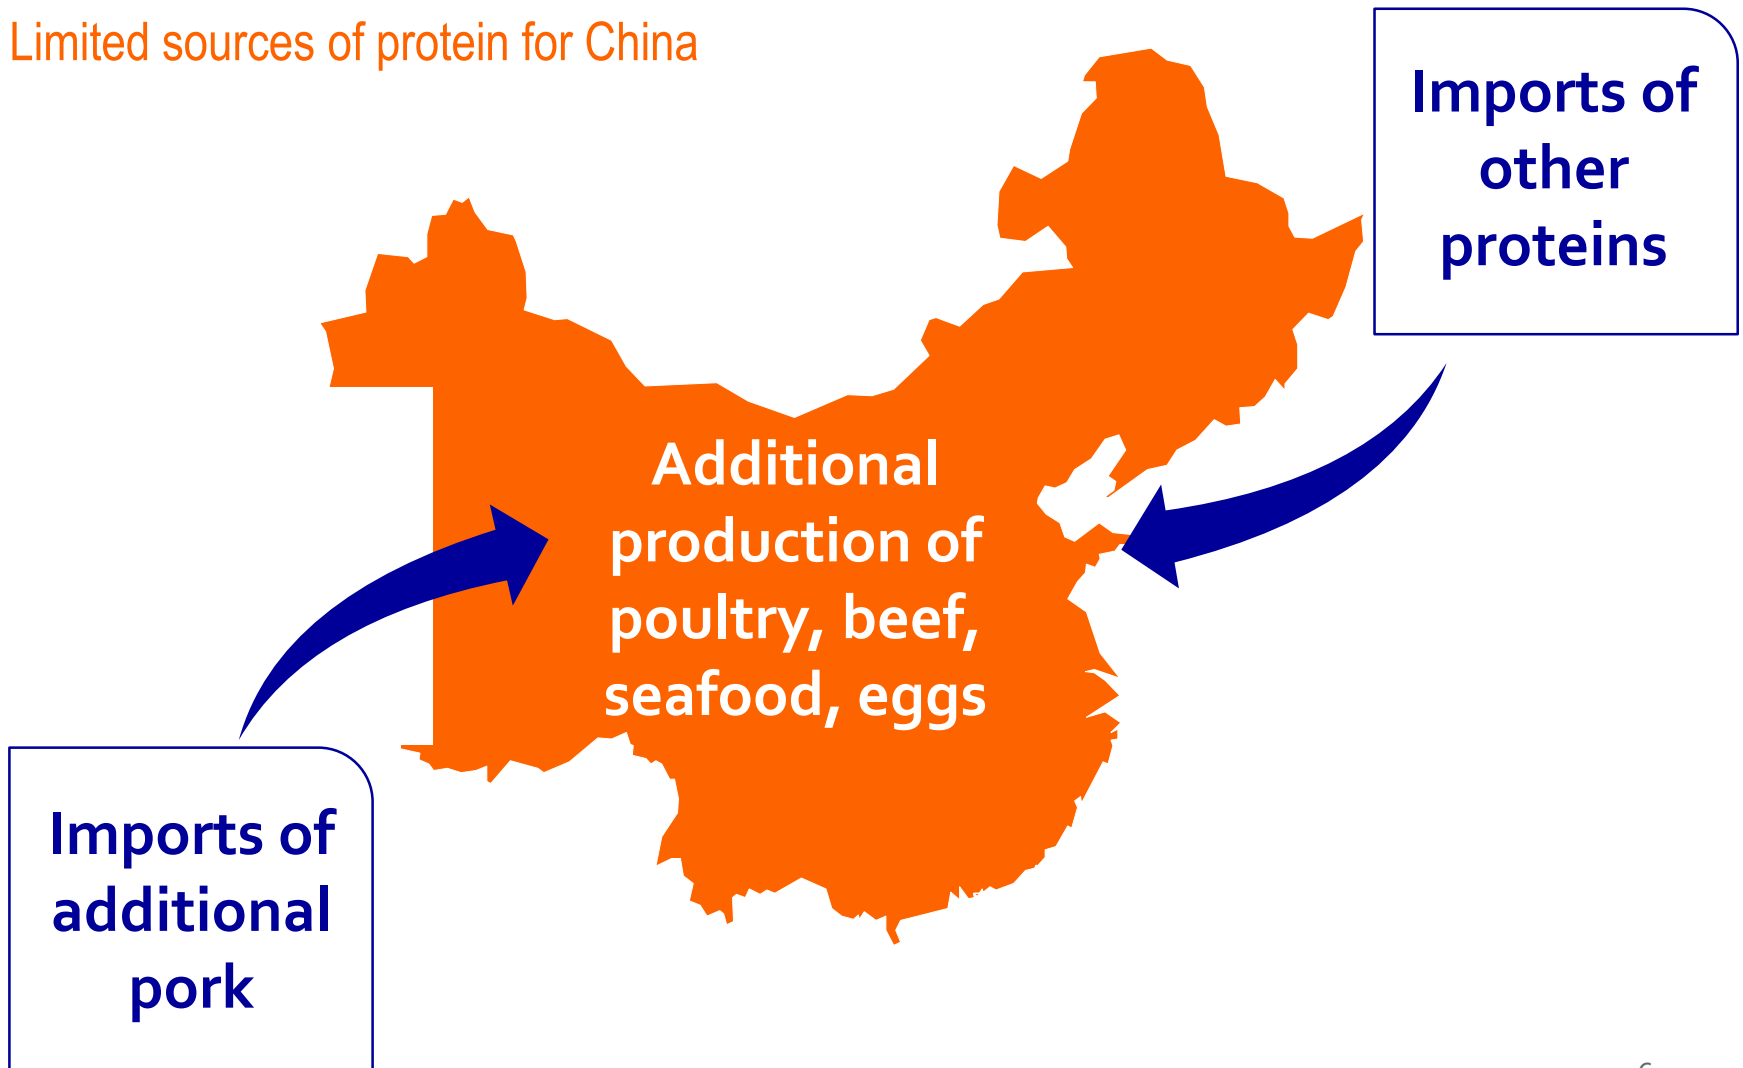 Limited sources of protein for China
Imports of
other
proteins
Additional
production of
poultry, beef,
seafood, eggs
Imports of
additional
pork